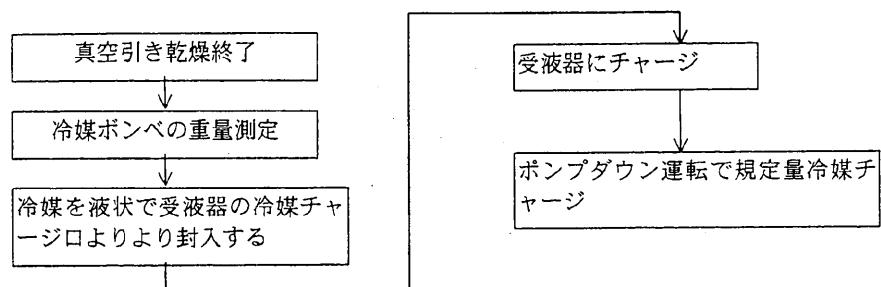 真空引き乾燥終了
冷媒ボンベの重量測定
冷媒を液状で受液器の冷媒チャ
ージ口よりより封入する
受液器にチャージ
ポンプダウン運転で規定量冷媒チ
ャージ